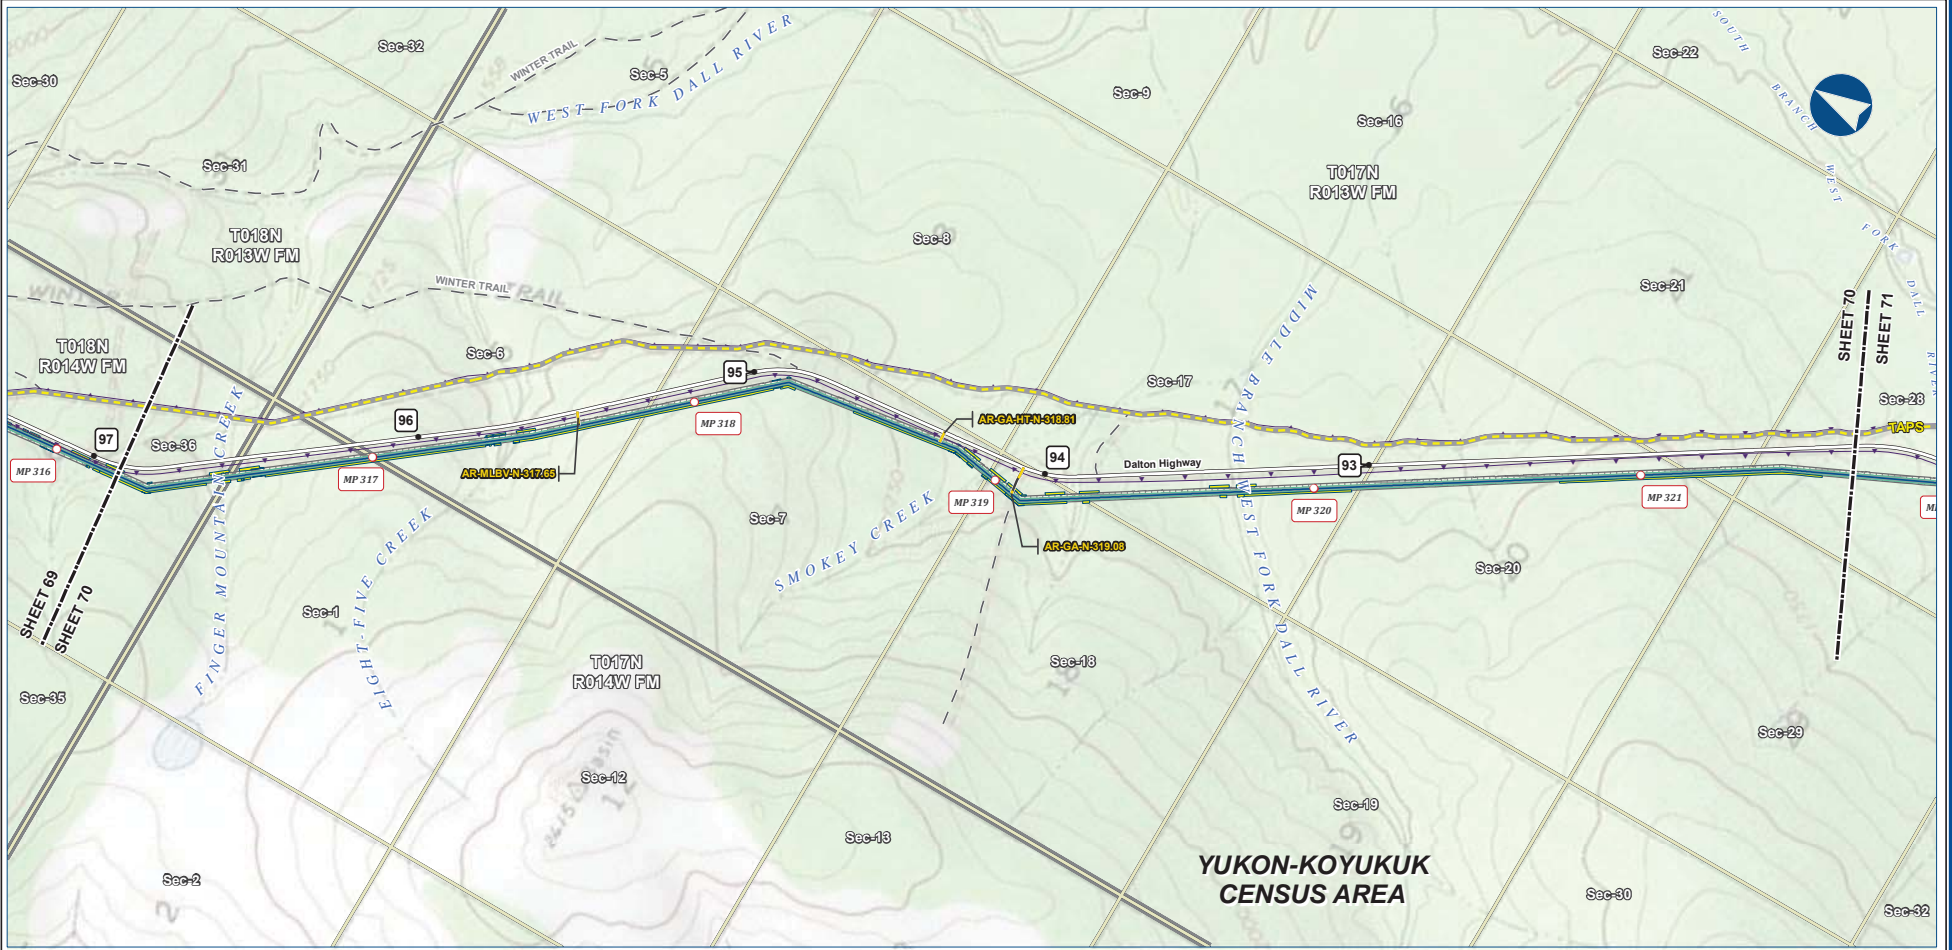 Sec-30
Sec-32
WINTER TRAIL
Sec-5
WEST FORK DALL RIVER
Sec-9
Sec-16
Sec-22
SOUTH
BRANCH
WEST
FORK
DALL
RIVER
Sec-31
T018N
R013W FM
Sec-8
T017N
R013W FM
Sec-21
WINTER TRAIL
TRAIL
WINTER
T018N
R014W FM
Sec-6
MIDDLE BRANCH WEST FORK DALL RIVER
SHEET 70
SHEET 71
Sec-28
TAPS
95
Sec-17
AR-GA-HT-N-318.81
MP 318
96
97
Sec-36
MP 316
MP 317
AR-MLBV-N-317.65
94
Dalton Highway
93
MP 319
MP 320
MP 321
Sec-7
SMOKEY CREEK
AR-GA-N-319.08
FINGER MOUNTAIN CREEK
EIGHT-FIVE CREEK
SHEET 69
SHEET 70
Sec-1
Sec-20
Sec-18
18
T017N
R014W FM
Sec-35
Sec-29
Sec-12
12
Sec-19
19
Sec-13
Sec-2
2
YUKON-KOYUKUK
CENSUS AREA
Sec-30
Sec-32